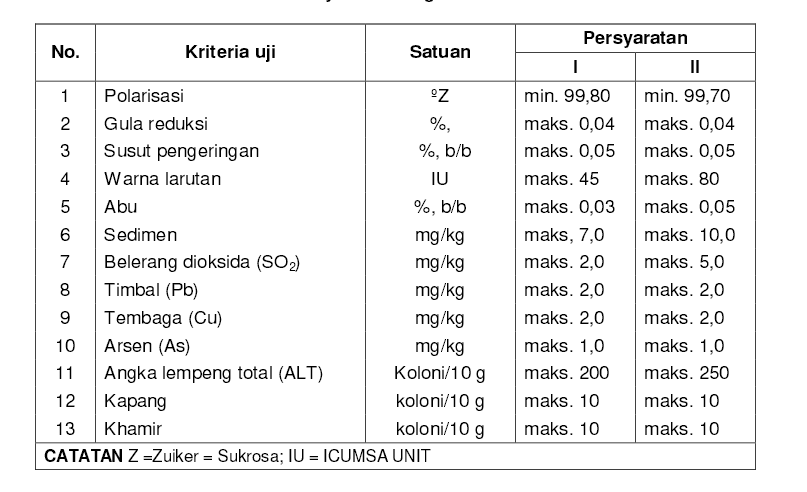 No. Kriteria uji Satuan Persyaratan
I II
1 Polarisasi ºZ min. 99,80 min. 99,70
2 Gula reduksi %, maks. 0,04 maks. 0,04
3 Susut pengeringan %, b/b maks. 0,05 maks. 0,05
4 Warna larutan IU maks. 45 maks. 80
5 Abu %, b/b maks. 0,03 maks. 0,05
6 Sedimen mg/kg maks, 7,0 maks. 10,0
7 Belerang dioksida (SO₂) mg/kg maks. 2,0 maks. 5,0
8 Timbal (Pb) mg/kg maks. 2,0 maks. 2,0
9 Tembaga (Cu) mg/kg maks. 2,0 maks. 2,0
10 Arsen (As) mg/kg maks. 1,0 maks. 1,0
11 Angka lempeng total (ALT) Koloni/10 g maks. 200 maks. 250
12 Kapang koloni/10 g maks. 10 maks. 10
13 Khamir koloni/10 g maks. 10 maks. 10
CATATAN Z =Zuiker = Sukrosa; IU = ICUMSA UNIT